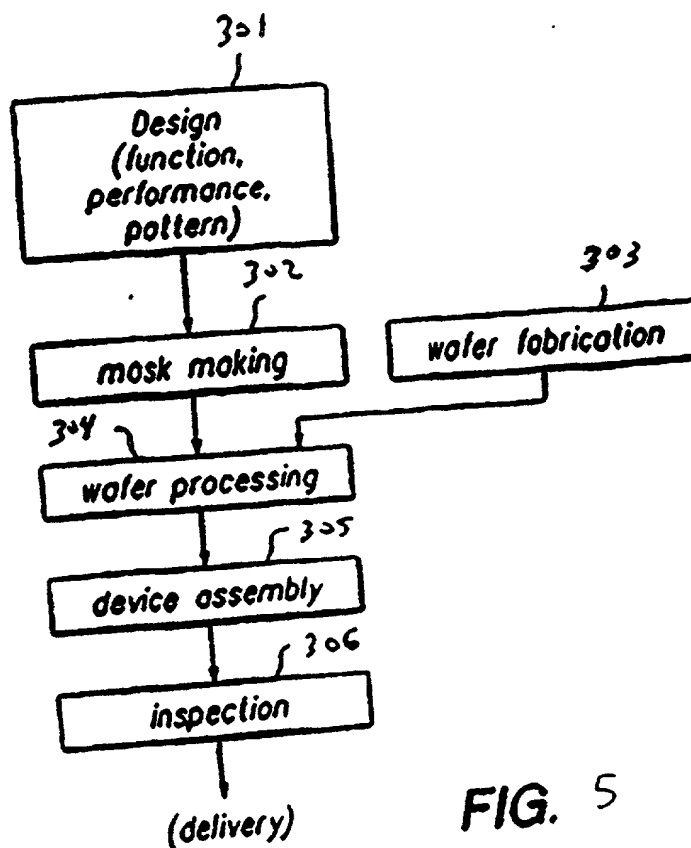 301
Design
(function,
performance,
pattern)
302
303
mask making
wafer fabrication
304
wafer processing
305
device assembly
306
inspection
(delivery)
FIG. 5